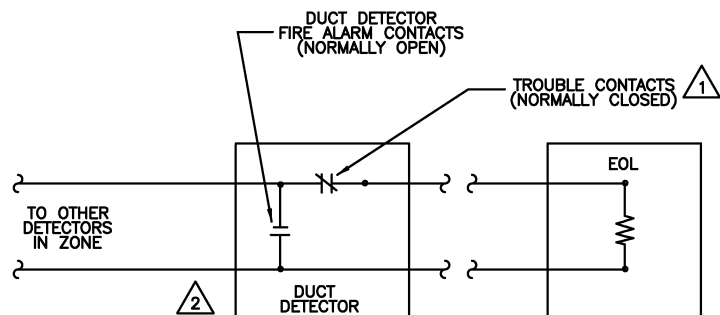 DUCT DETECTOR
FIRE ALARM CONTACTS
(NORMALLY OPEN)
TROUBLE CONTACTS
(NORMALLY CLOSED)
1
EOL
TO OTHER
DETECTORS
IN ZONE
2
DUCT
DETECTOR